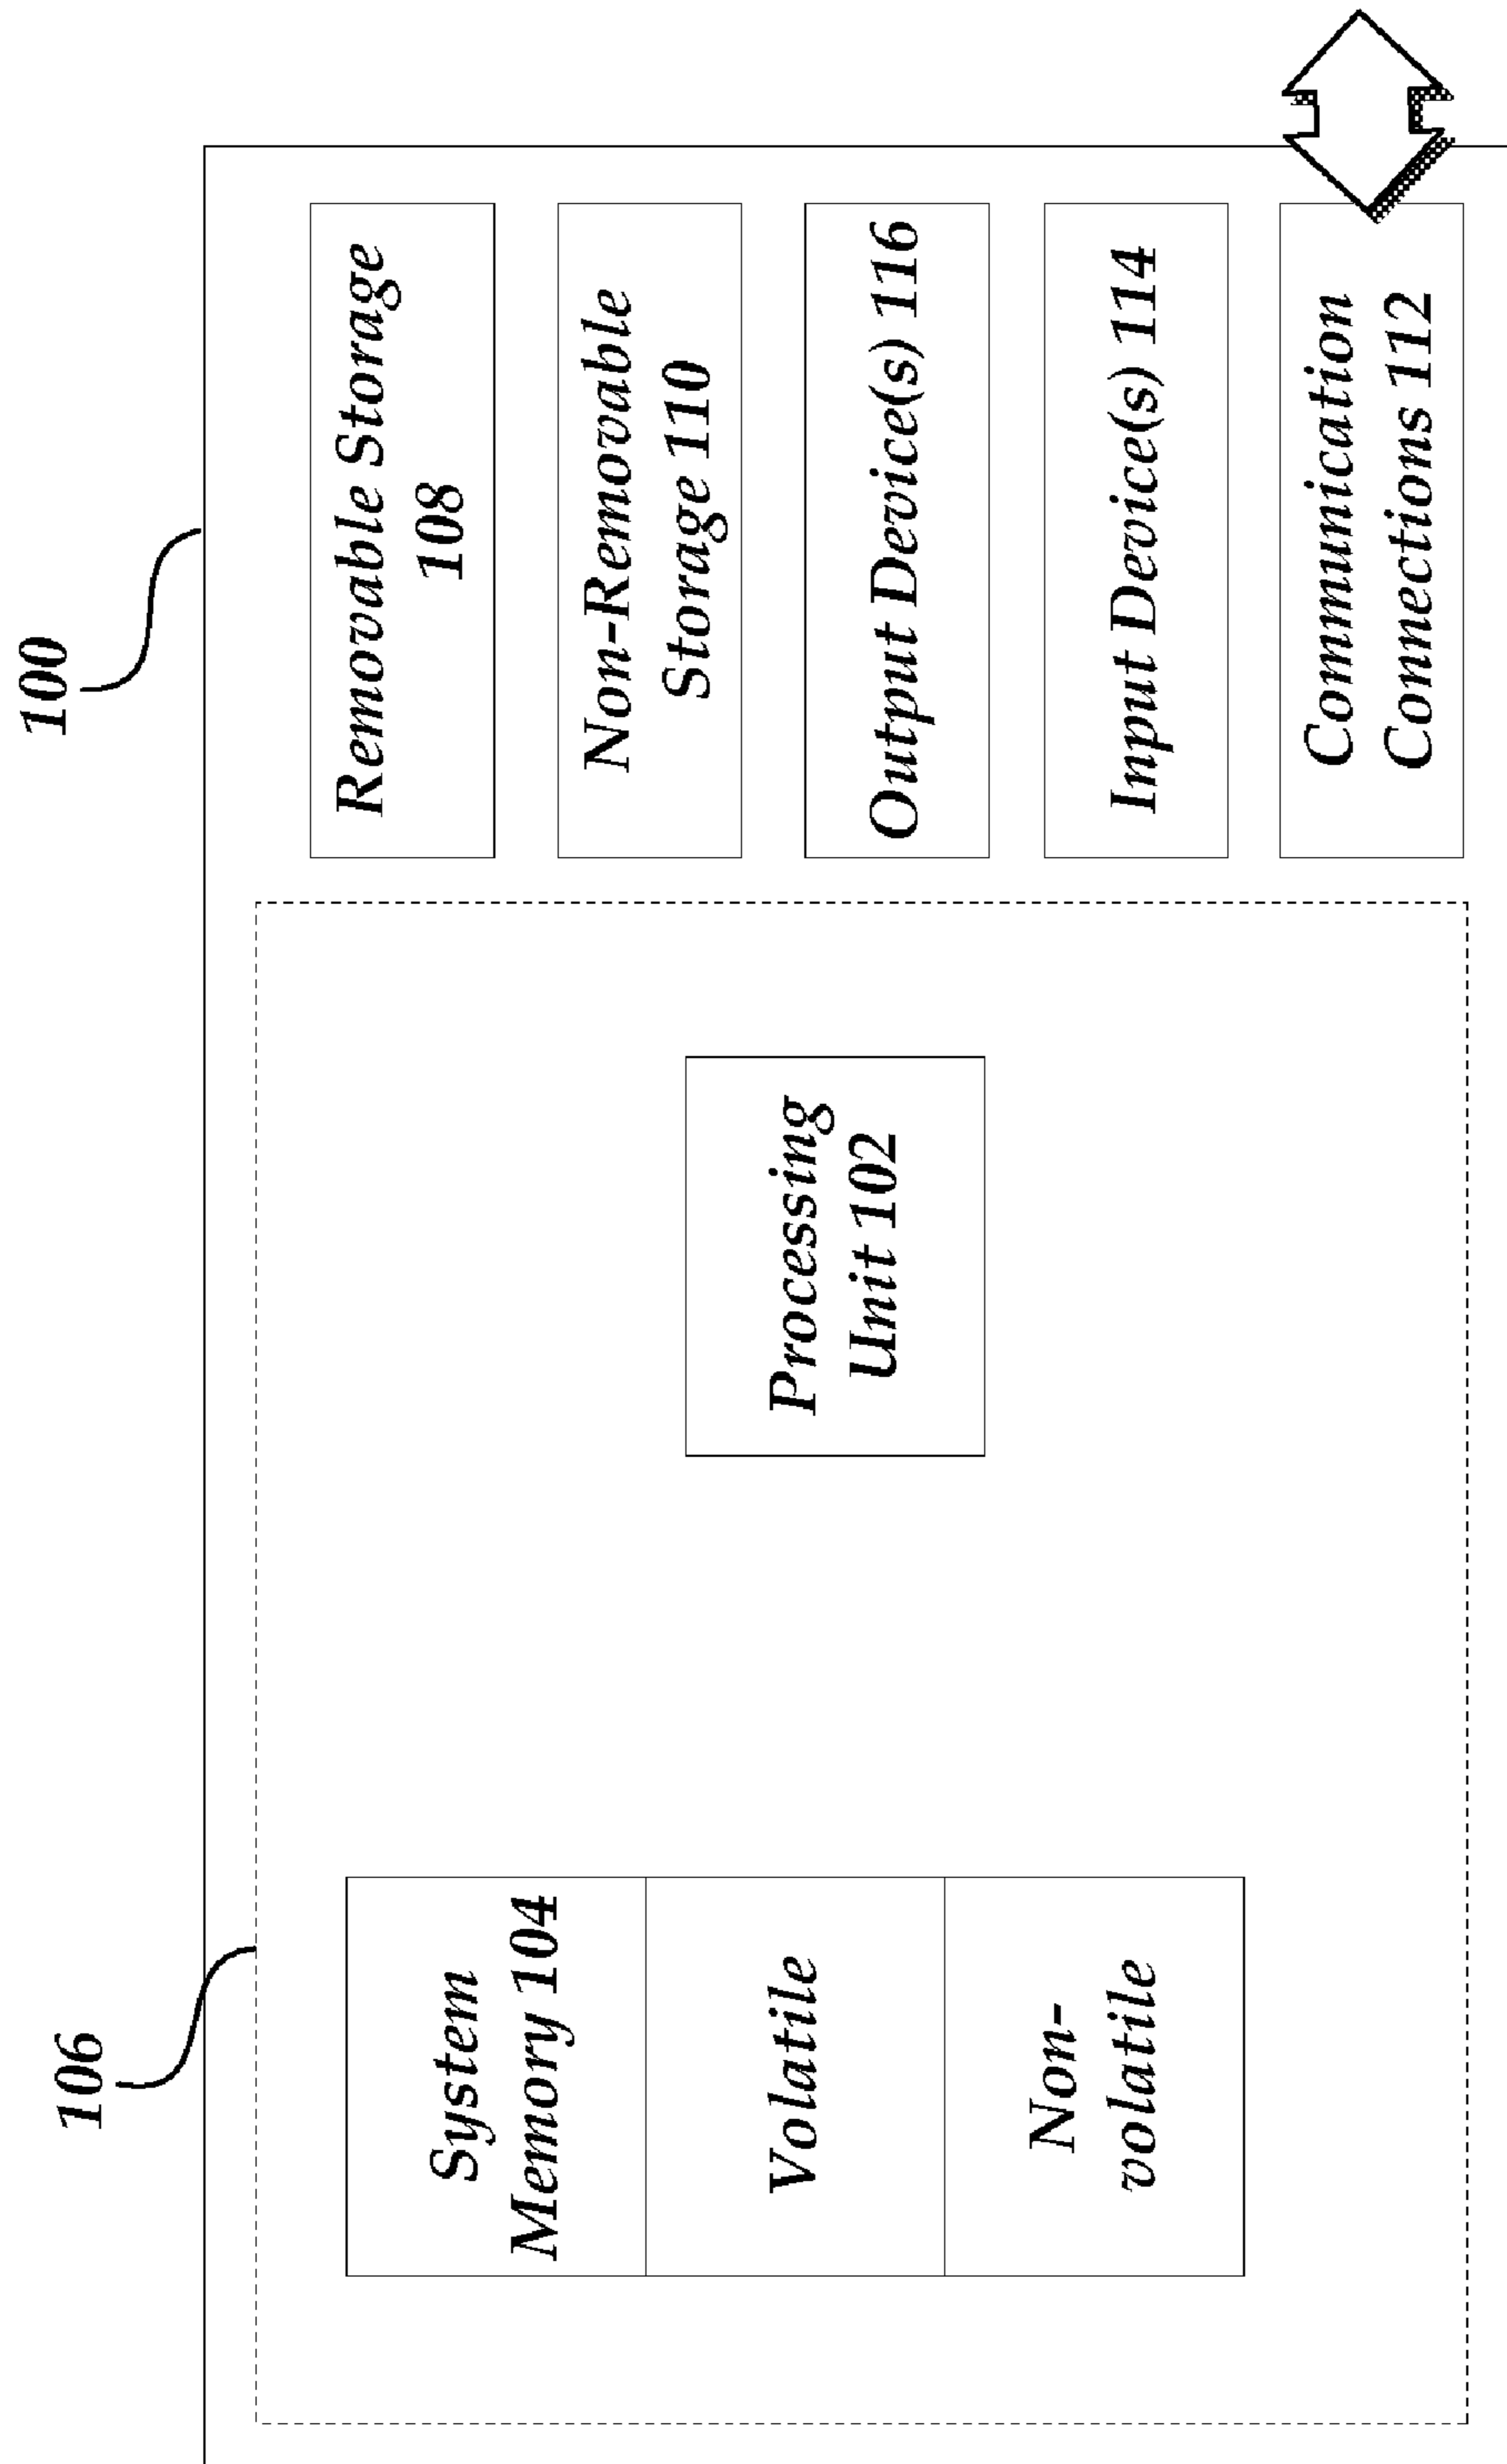 100
106
System
Memory 104
Volatile
Non-
volatile
Processing
Unit 102
Removable Storage
108
Non-Removable
Storage 110
Output Device(s) 116
Input Device(s) 114
Communication
Connections 112